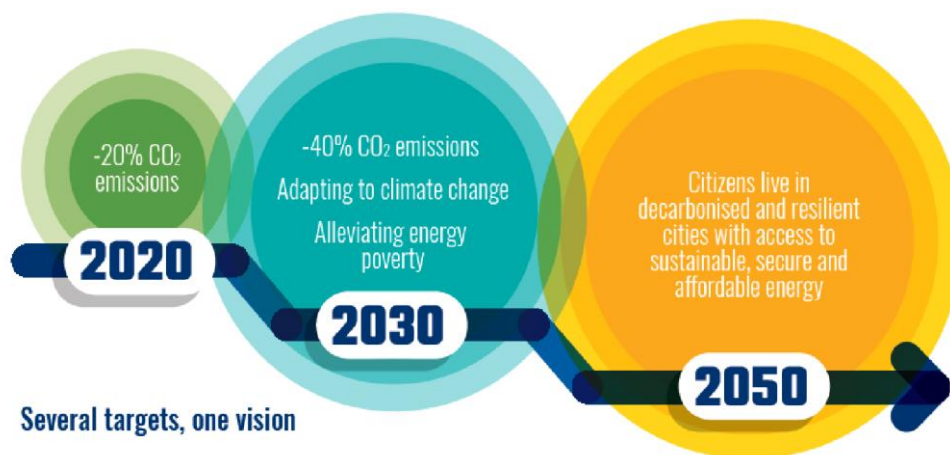 -20% CO₂
emissions
2020
-40% CO₂ emissions
Adapting to climate change
Alleviating energy
poverty
2030
Citizens live in
decarbonised and resilient
cities with access to
sustainable, secure and
affordable energy
2050
Several targets, one vision